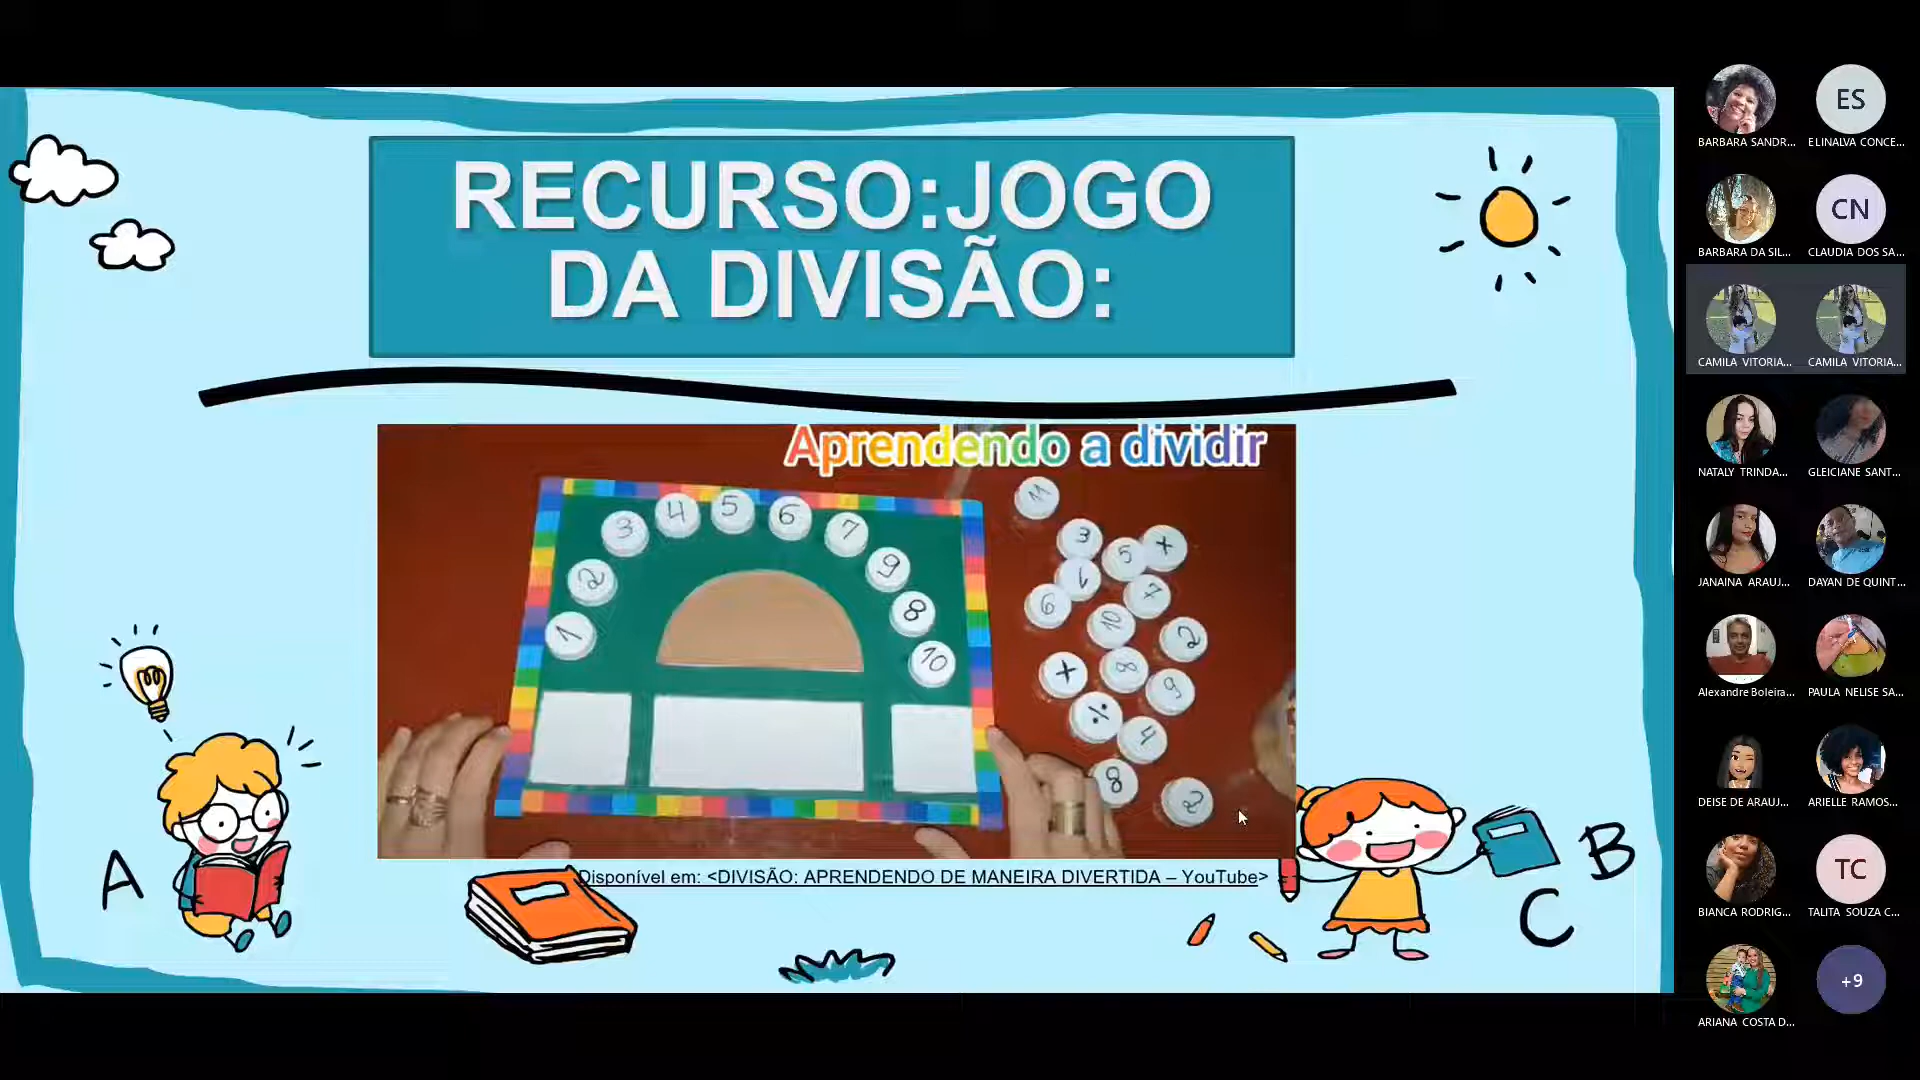 RECURSO:JOGO
DA DIVISÃO:
Aprendendo a dividir
1
2
3
4
5
6
7
9
8
10
11
3
5
+
6
7
10
2
+
8
9
÷
4
8
2
Disponível em: <DIVISÃO: APRENDENDO DE MANEIRA DIVERTIDA – YouTube>
A
B
C
BARBARA SANDR...
ES
ELINALVA CONCE...
BARBARA DA SIL...
CN
CLAUDIA DOS SA...
CAMILA VITORIA...
CAMILA VITORIA...
NATALY TRINDA...
GLEICIANE SANT...
JANAINA ARAUJ...
DAYAN DE QUINT...
Alexandre Boleira...
PAULA NELISE SA...
DEISE DE ARAUJ...
ARIELLE RAMOS...
BIANCA RODRIG...
TC
TALITA SOUZA C...
ARIANA COSTA D...
+9